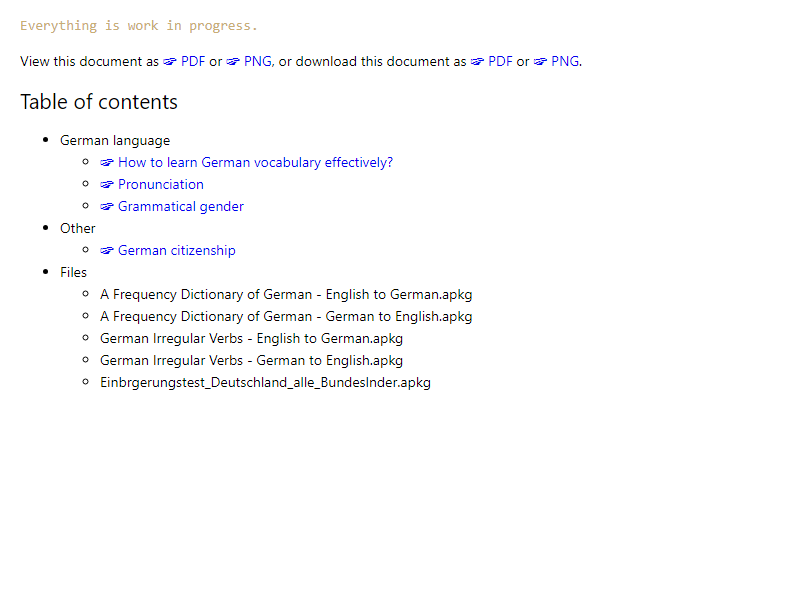 Everything is work in progress.
View this document as ☞ PDF or ☞ PNG, or download this document as ☞ PDF or ☞ PNG.
Table of contents
German language
☞ How to learn German vocabulary effectively?
☞ Pronunciation
☞ Grammatical gender
Other
☞ German citizenship
Files
A Frequency Dictionary of German - English to German.apkg
A Frequency Dictionary of German - German to English.apkg
German Irregular Verbs - English to German.apkg
German Irregular Verbs - German to English.apkg
Einbrgerungstest_Deutschland_alle_Bundeslnder.apkg